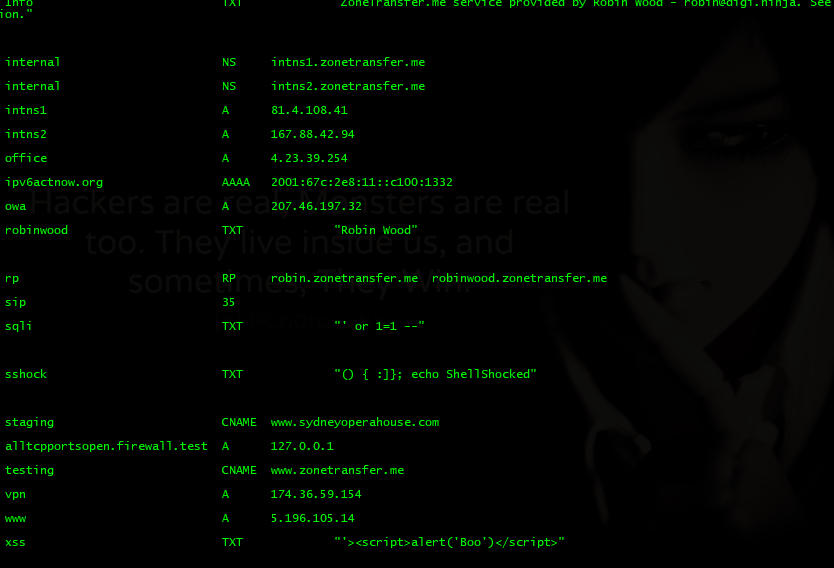 Info TXT "ZoneTransfer.me service provided by Robin Wood - robin@digi.ninja. See
ion."
internal NS intns1.zonetransfer.me
internal NS intns2.zonetransfer.me
intns1 A 81.4.108.41
intns2 A 167.88.42.94
office A 4.23.39.254
ipv6actnow.org AAAA 2001:67c:2e8:11::c100:1332
owa A 207.46.197.32
robinwood TXT "Robin Wood"
rp RP robin.zonetransfer.me robinwood.zonetransfer.me
sip 35
sqli TXT "' or 1=1 --"
sshock TXT "() { :]}; echo ShellShocked"
staging CNAME www.sydneyoperahouse.com
alltcpportsopen.firewall.test A 127.0.0.1
testing CNAME www.zonetransfer.me
vpn A 174.36.59.154
www A 5.196.105.14
xss TXT "'><script>alert('Boo')</script>"
Hackers are real. Monsters are real
too. They live inside us, and
sometimes, They Win.